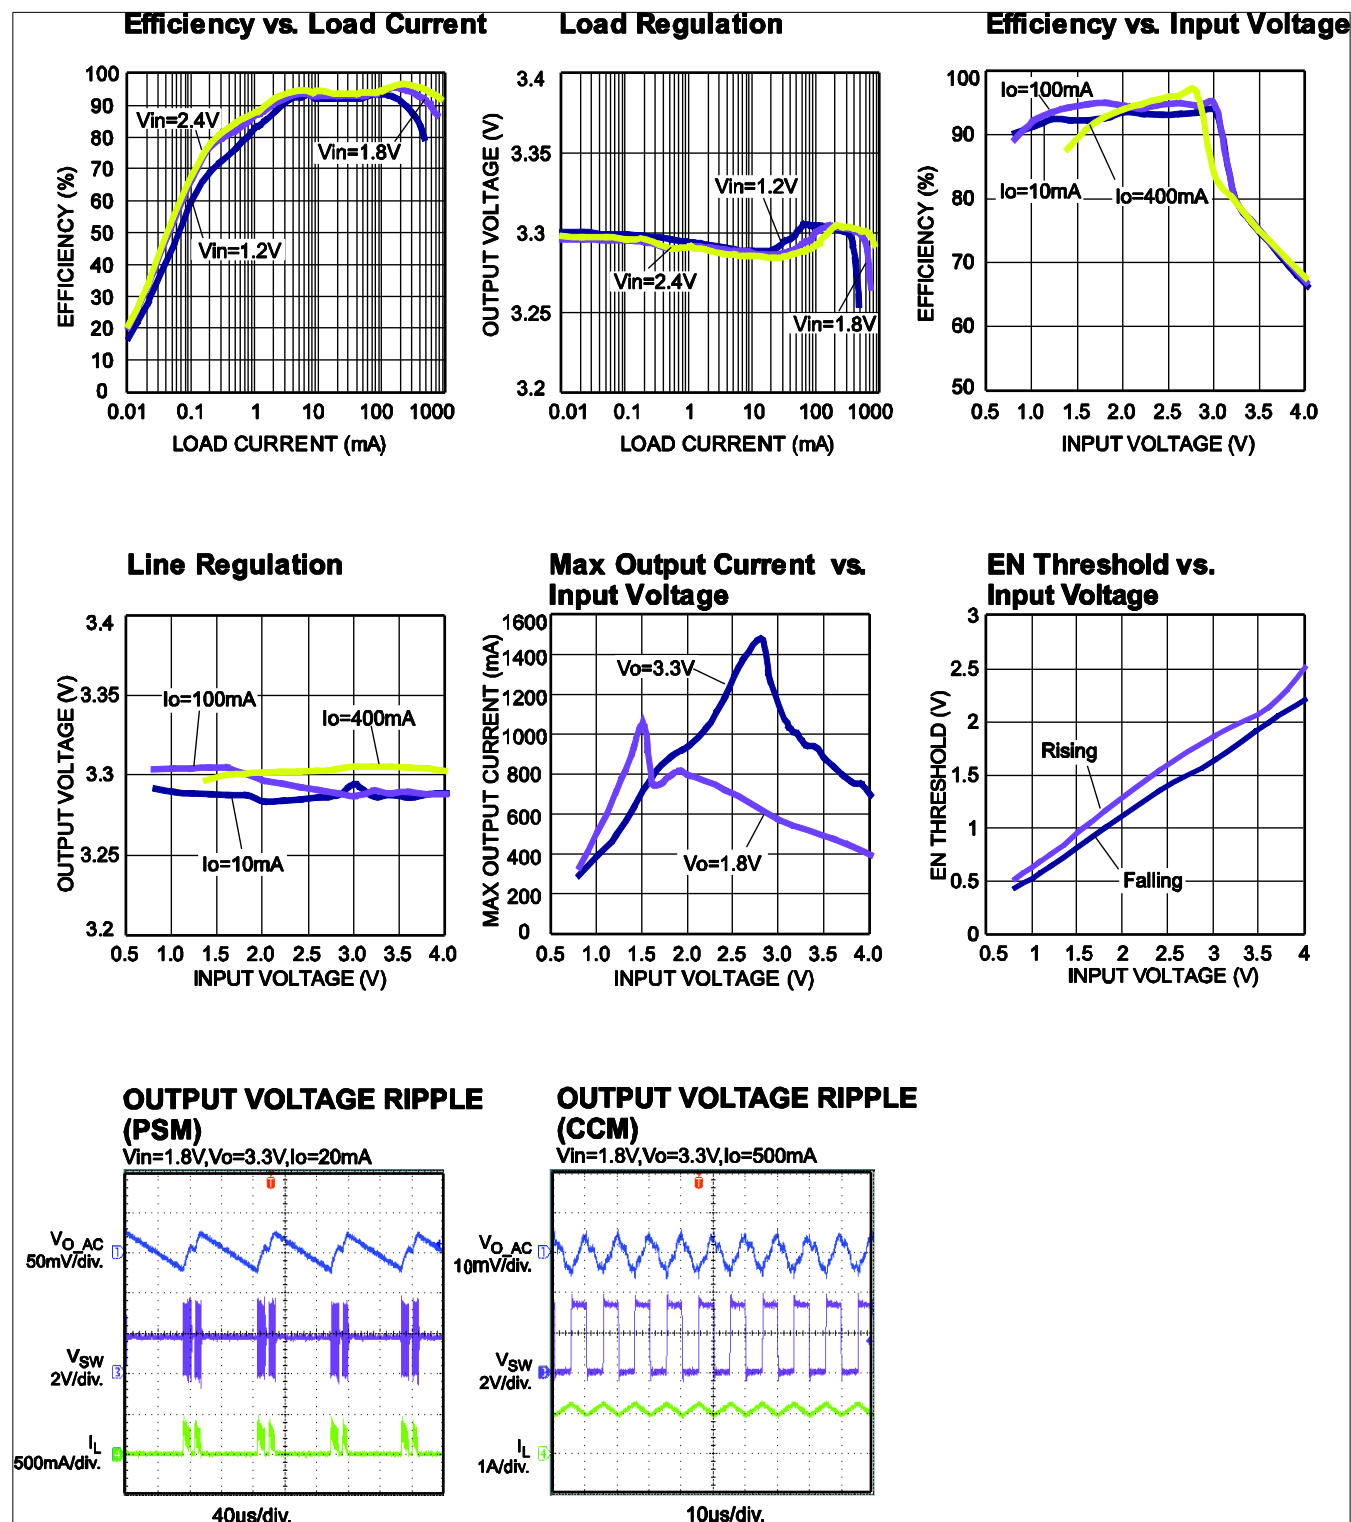 Efficiency vs. Load Current
100
90
80
70
60
50
40
30
20
10
0
EFFICIENCY (%)
Vin=2.4V
Vin=1.8V
Vin=1.2V
0.01 0.1 1 10 100 1000
LOAD CURRENT (mA)
Load Regulation
3.4
3.35
3.3
3.25
3.2
OUTPUT VOLTAGE (V)
Vin=1.2V
Vin=2.4V
Vin=1.8V
0.01 0.1 1 10 100 1000
LOAD CURRENT (mA)
Efficiency vs. Input Voltage
100
90
80
70
60
50
EFFICIENCY (%)
Io=100mA
Io=10mA
Io=400mA
0.5 1.0 1.5 2.0 2.5 3.0 3.5 4.0
INPUT VOLTAGE (V)
Line Regulation
3.4
3.35
3.3
3.25
3.2
OUTPUT VOLTAGE (V)
Io=100mA
Io=400mA
Io=10mA
0.5 1.0 1.5 2.0 2.5 3.0 3.5 4.0
INPUT VOLTAGE (V)
Max Output Current vs.
Input Voltage
1600
1400
1200
1000
800
600
400
200
0
MAX OUTPUT CURRENT (mA)
Vo=3.3V
Vo=1.8V
0.5 1.0 1.5 2.0 2.5 3.0 3.5 4.0
INPUT VOLTAGE (V)
EN Threshold vs.
Input Voltage
3
2.5
2
1.5
1
0.5
0
EN THRESHOLD (V)
Rising
Falling
0.5 1 1.5 2 2.5 3 3.5 4
INPUT VOLTAGE (V)
OUTPUT VOLTAGE RIPPLE
(PSM)
Vin=1.8V,Vo=3.3V,Io=20mA
T
VO_AC
50mV/div.
1
VSW
2V/div.
3
IL
500mA/div.
4
40us/div.
OUTPUT VOLTAGE RIPPLE
(CCM)
Vin=1.8V,Vo=3.3V,Io=500mA
T
VO_AC
10mV/div.
1
VSW
2V/div.
3
IL
1A/div.
4
10us/div.